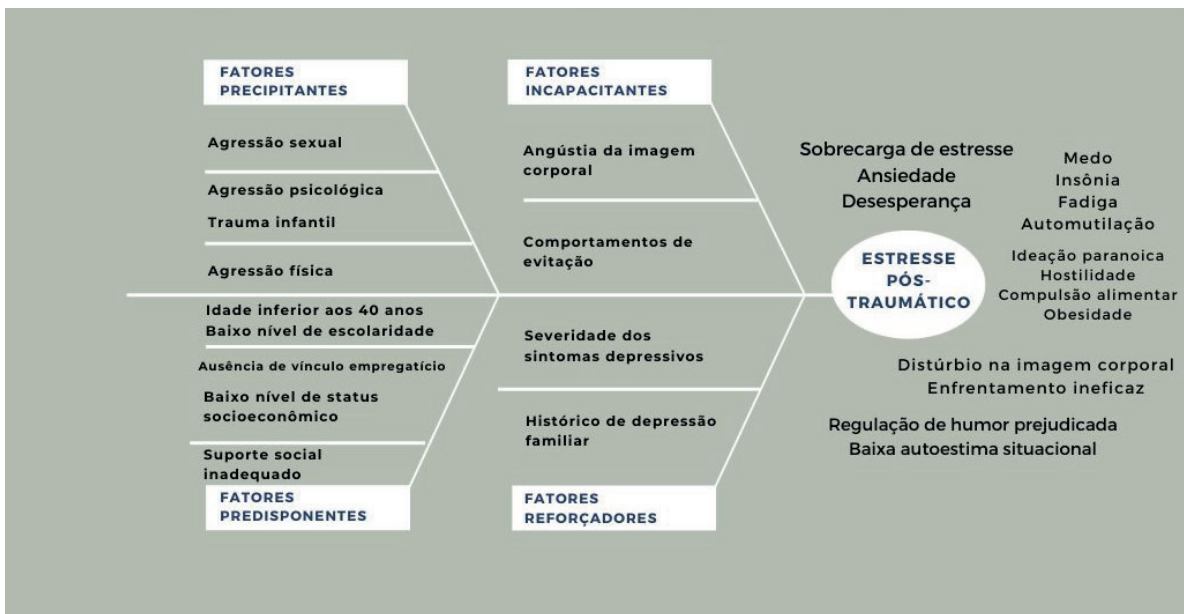 FATORES
PRECIPITANTES
Agressão sexual
Agressão psicológica
Trauma infantil
Agressão física
Idade inferior aos 40 anos
Baixo nível de escolaridade
Ausência de vínculo empregatício
Baixo nível de status
socioeconômico
Suporte social
inadequado
FATORES
PREDISPONENTES
FATORES
INCAPACITANTES
Angústia da imagem
corporal
Comportamentos de
evitação
Severidade dos
sintomas depressivos
Histórico de depressão
familiar
FATORES
REFORÇADORES
Sobrecarga de estresse
Ansiedade
Desesperança
Medo
Insônia
Fadiga
Automutilação
ESTRESSE
PÓS-
TRAUMÁTICO
Ideação paranoica
Hostilidade
Compulsão alimentar
Obesidade
Distúrbio na imagem corporal
Enfrentamento ineficaz
Regulação de humor prejudicada
Baixa autoestima situacional